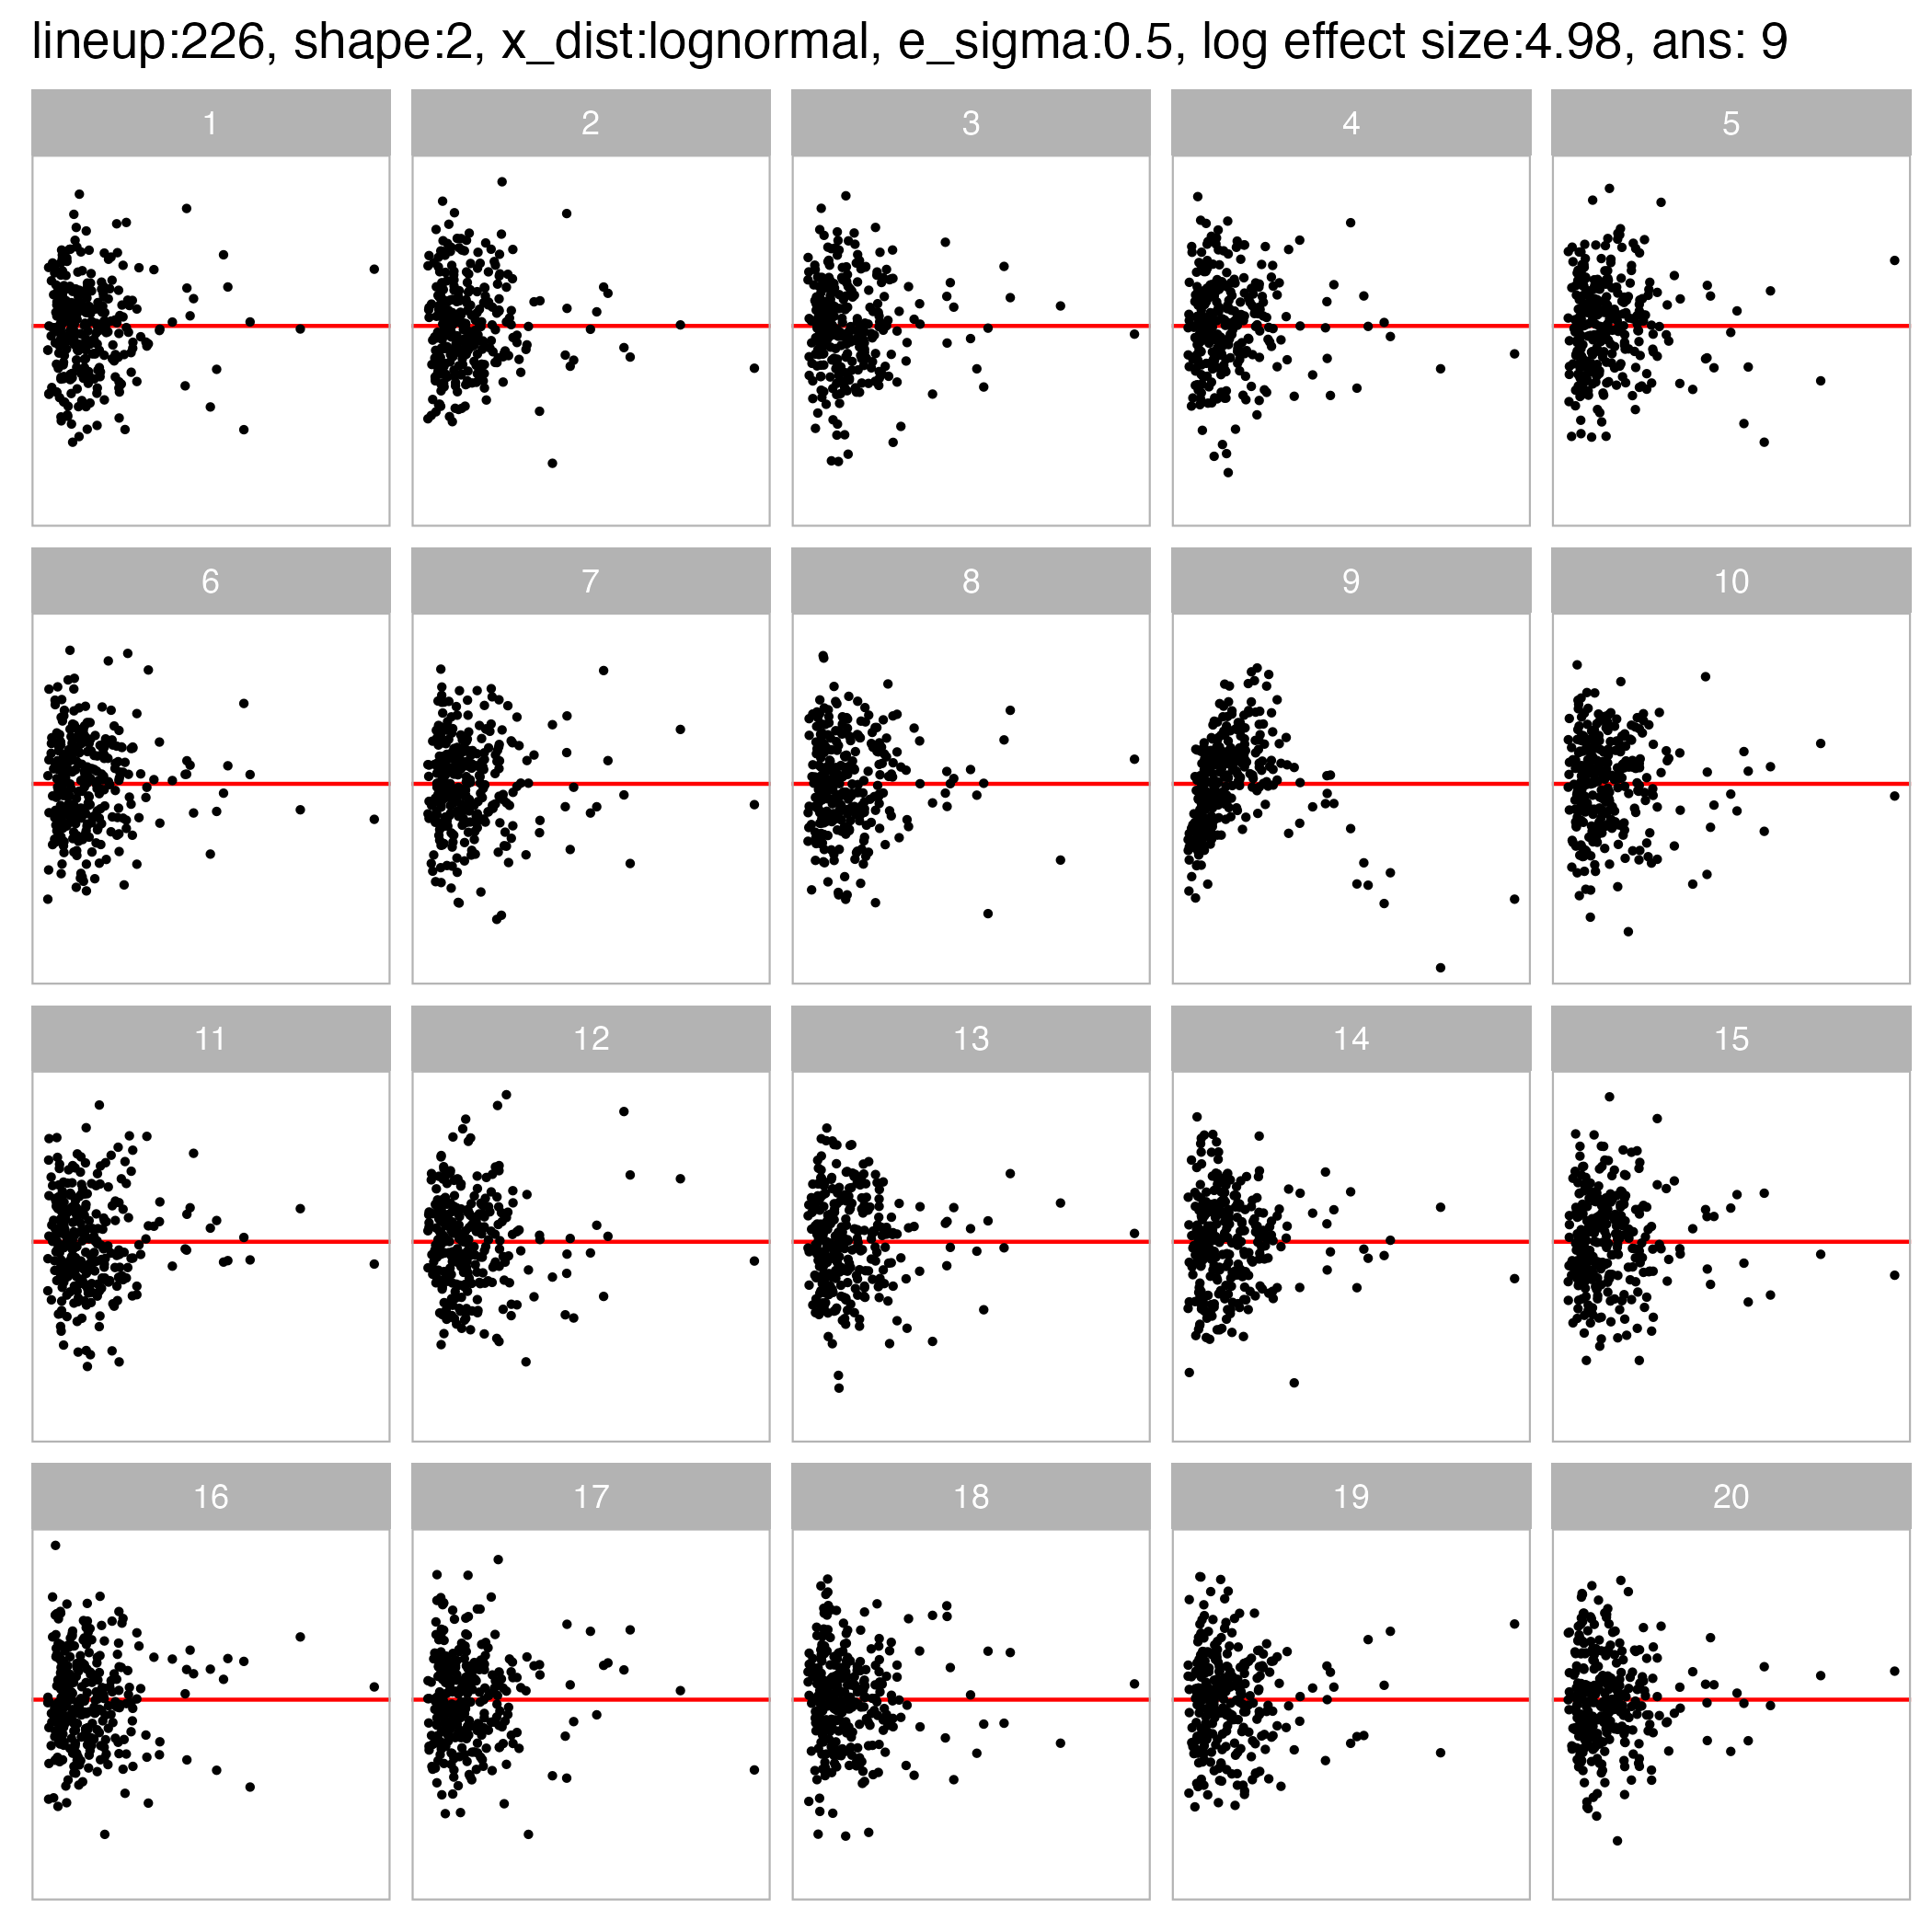 lineup:226, shape:2, x_dist:lognormal, e_sigma:0.5, log effect size:4.98, ans: 9
1 2 3 4 5
6 7 8 9 10
11 12 13 14 15
16 17 18 19 20